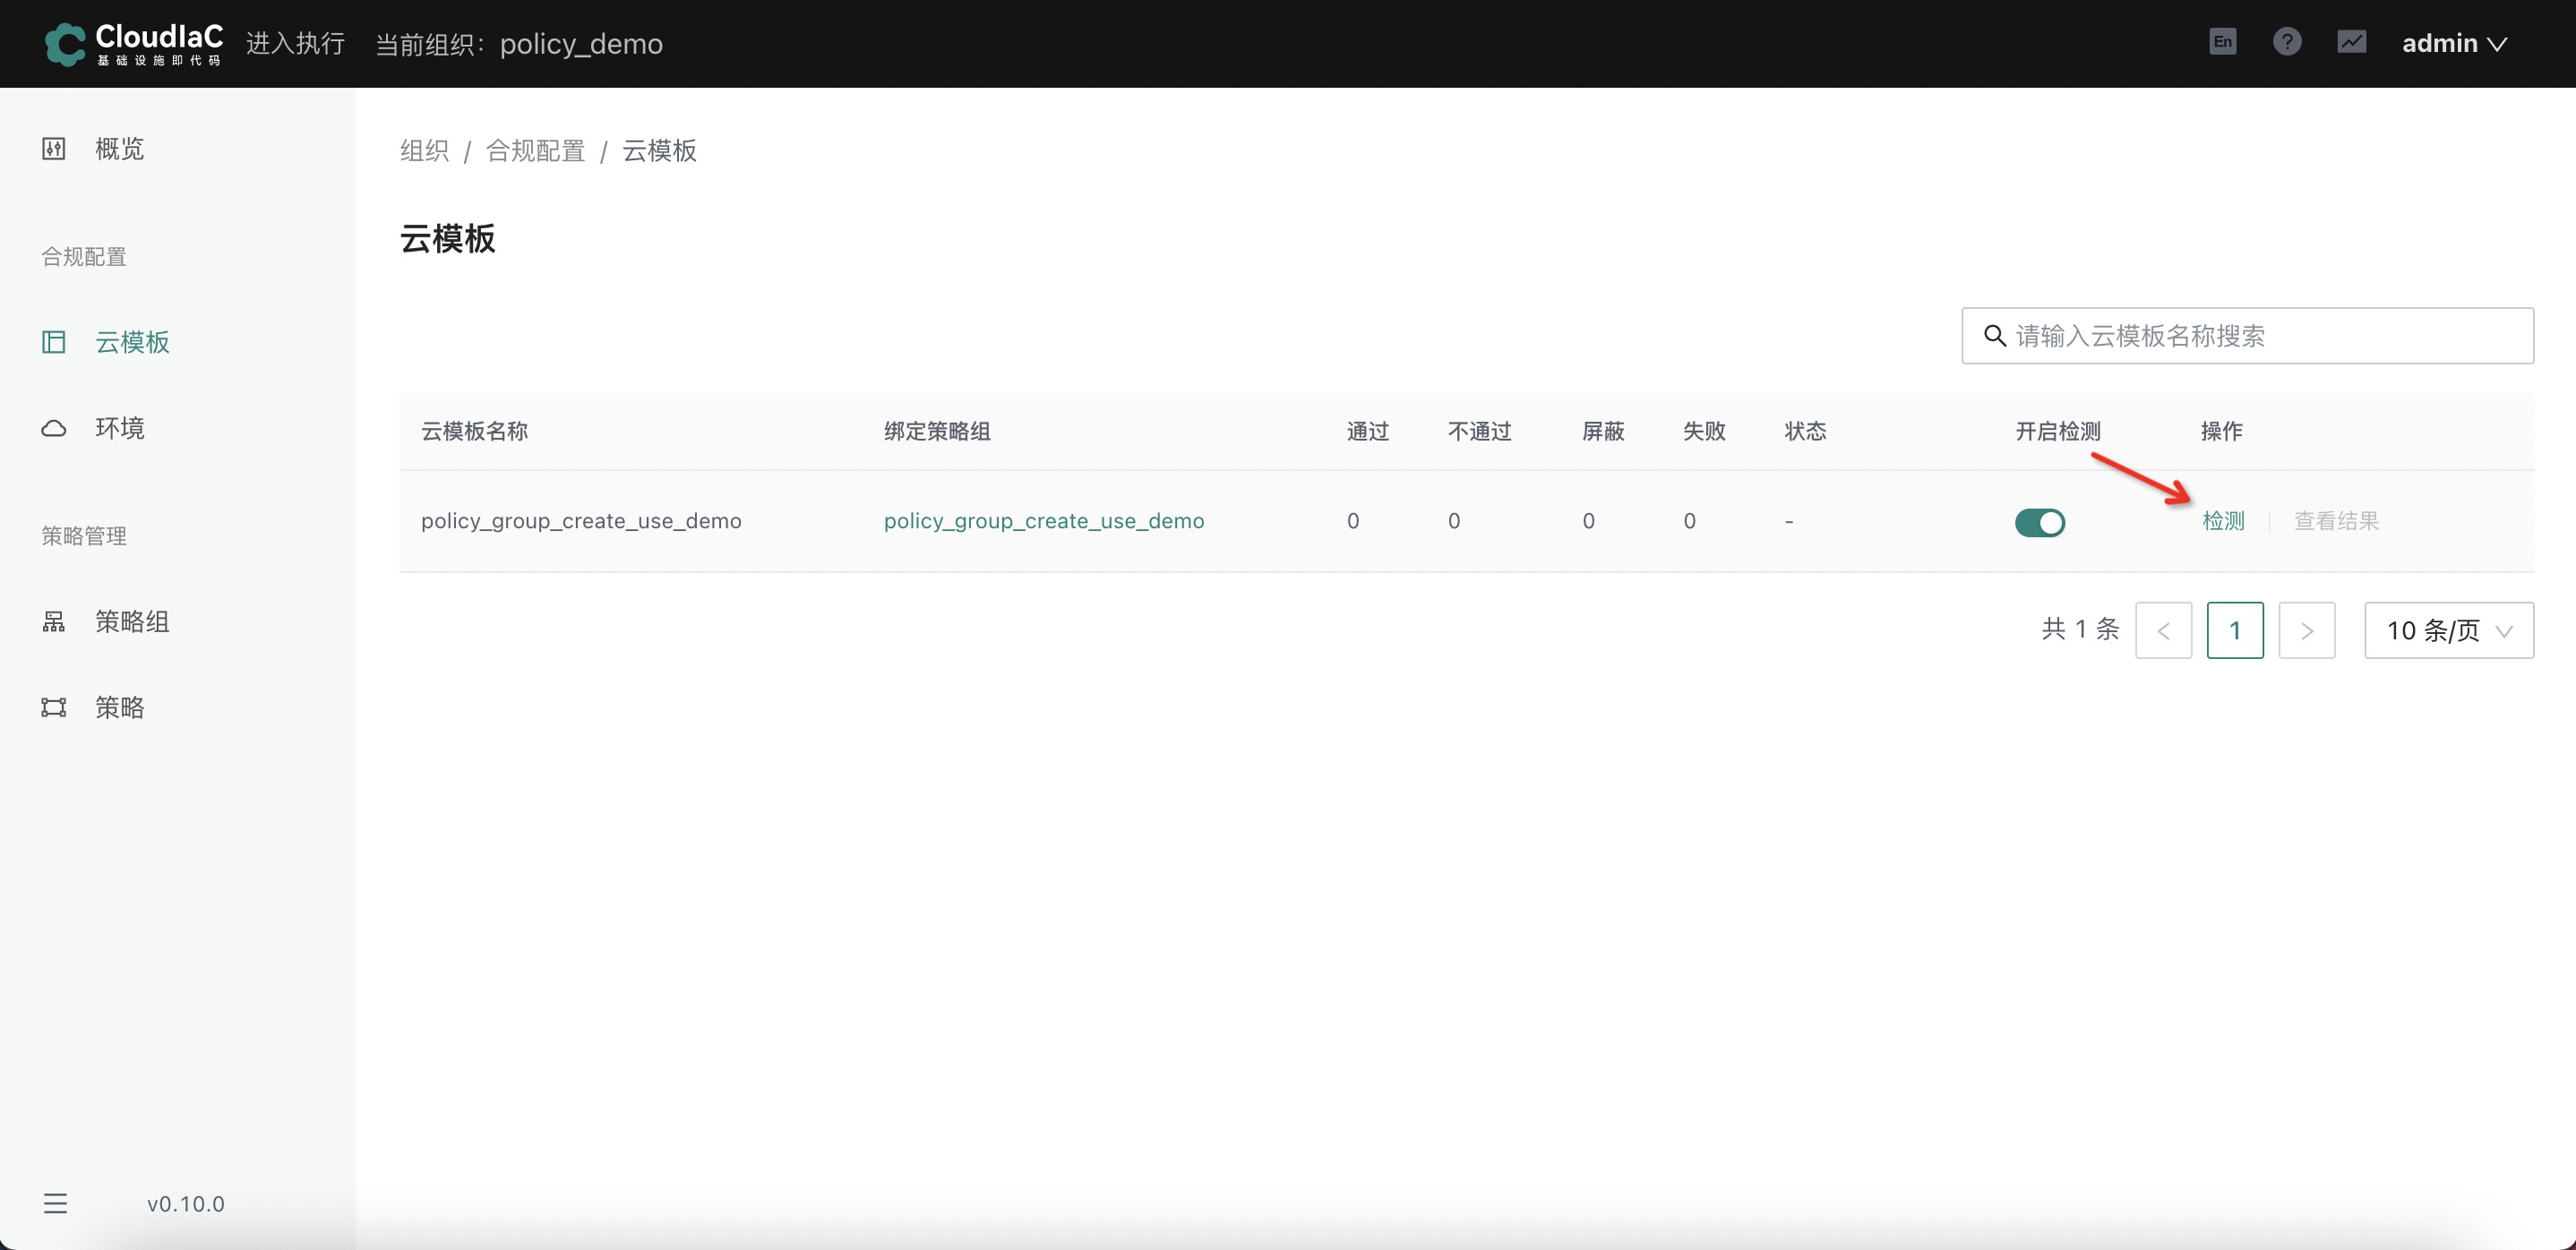 CloudIaC
基础设施即代码
进入执行 当前组织：policy_demo
En ? admin
概览
合规配置
云模板
环境
策略管理
策略组
策略
v0.10.0
组织 / 合规配置 / 云模板
云模板
请输入云模板名称搜索
云模板名称 绑定策略组 通过 不通过 屏蔽 失败 状态 开启检测 操作
policy_group_create_use_demo policy_group_create_use_demo 0 0 0 0 - 检测 查看结果
共 1 条 < 1 > 10 条/页